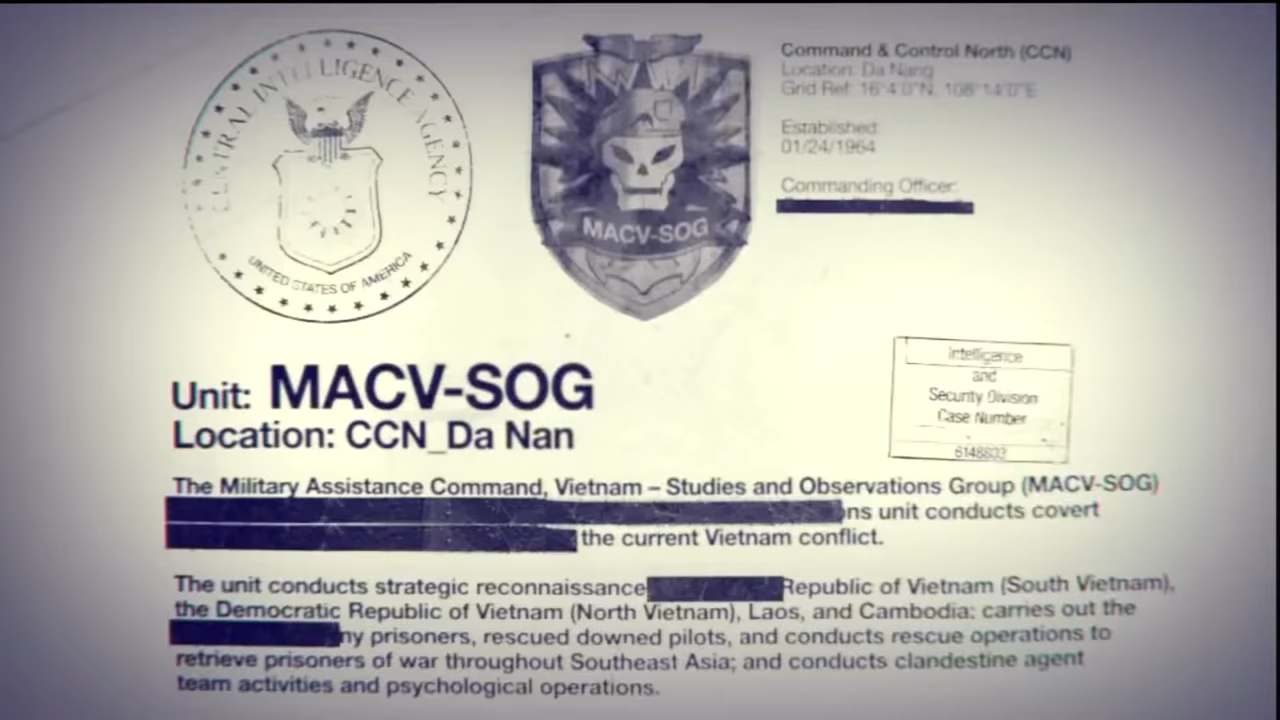 CENTRAL INTELLIGENCE AGENCY
UNITED STATES OF AMERICA
MACV-SOG
Command & Control North (CCN)
Location: Da Nang
Grid Ref: 16°4'0"N, 108°14'0"E
Established:
01/24/1964
Commanding Officer:
Unit: MACV-SOG
Location: CCN_Da Nan
Intelligence
and
Security Division
Case Number
The Military Assistance Command, Vietnam – Studies and Observations Group (MACV-SOG)
ns unit conducts covert
the current Vietnam conflict.
The unit conducts strategic reconnaissance Republic of Vietnam (South Vietnam),
the Democratic Republic of Vietnam (North Vietnam), Laos, and Cambodia; carries out the
ny prisoners, rescued downed pilots, and conducts rescue operations to
retrieve prisoners of war throughout Southeast Asia; and conducts clandestine agent
team activities and psychological operations.